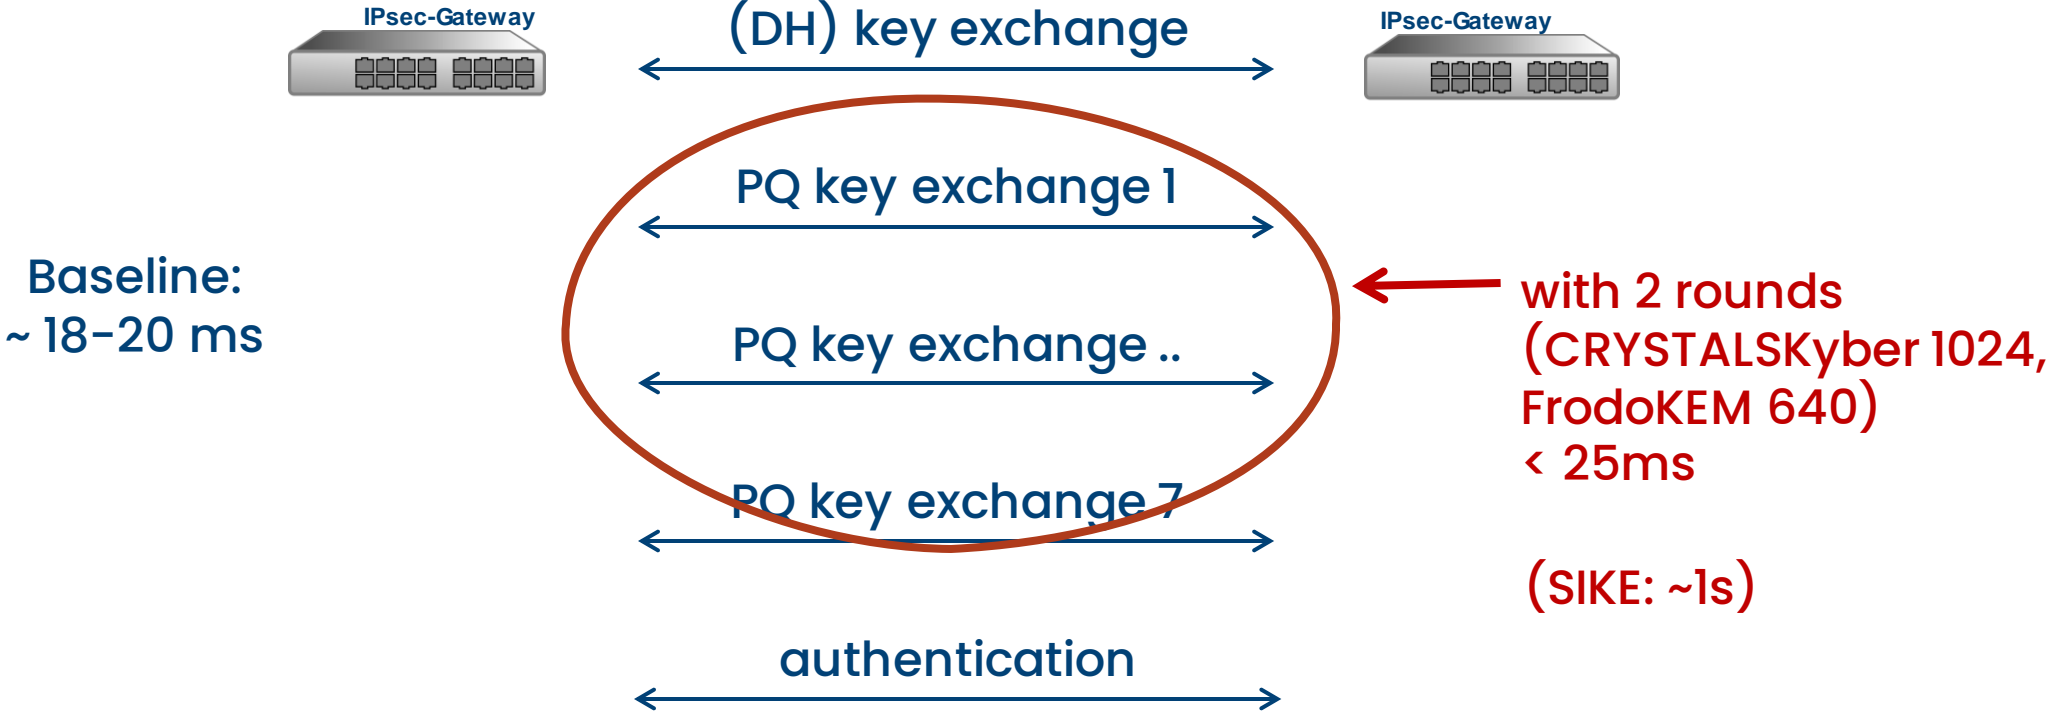 IPsec-Gateway
(DH) key exchange
IPsec-Gateway
PQ key exchange 1
Baseline:
~ 18-20 ms
PQ key exchange ..
PQ key exchange 7
authentication
with 2 rounds
(CRYSTALSKyber 1024,
FrodoKEM 640)
< 25ms
(SIKE: ~1s)